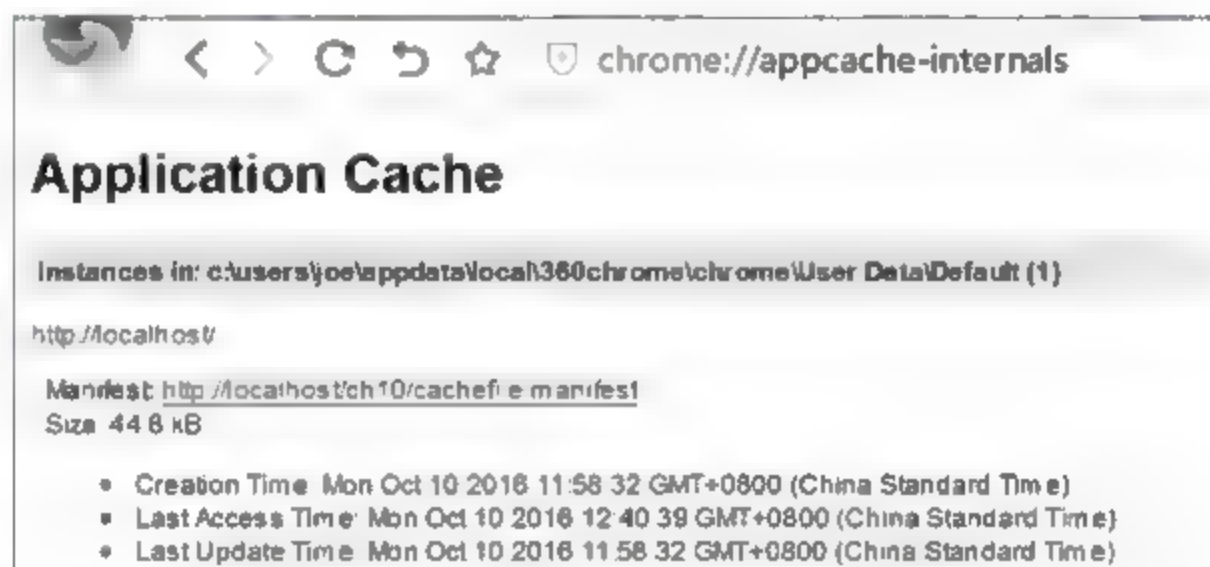 chrome://appcache-internals
Application Cache
Instances in: c:\users\joe\appdata\local\360chrome\chrome\User Data\Default (1)
http://localhost/
Manifest: http://localhost/ch10/cachefile.manifest
Size: 44.8 kB
Creation Time: Mon Oct 10 2016 11:58:32 GMT+0800 (China Standard Time)
Last Access Time: Mon Oct 10 2016 12:40:39 GMT+0800 (China Standard Time)
Last Update Time: Mon Oct 10 2016 11:58:32 GMT+0800 (China Standard Time)